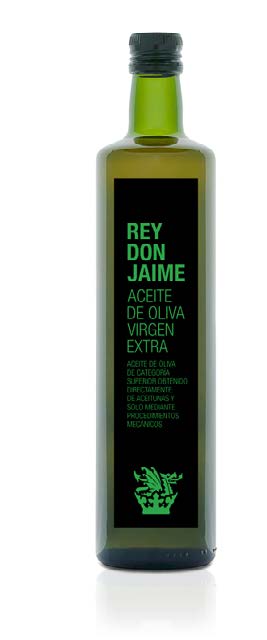 REY
DON
JAIME
ACEITE
DE OLIVA
VIRGEN
EXTRA
ACEITE DE OLIVA
DE CATEGORÍA
SUPERIOR OBTENIDO
DIRECTAMENTE
DE ACEITUNAS Y
SOLO MEDIANTE
PROCEDIMIENTOS
MECÁNICOS